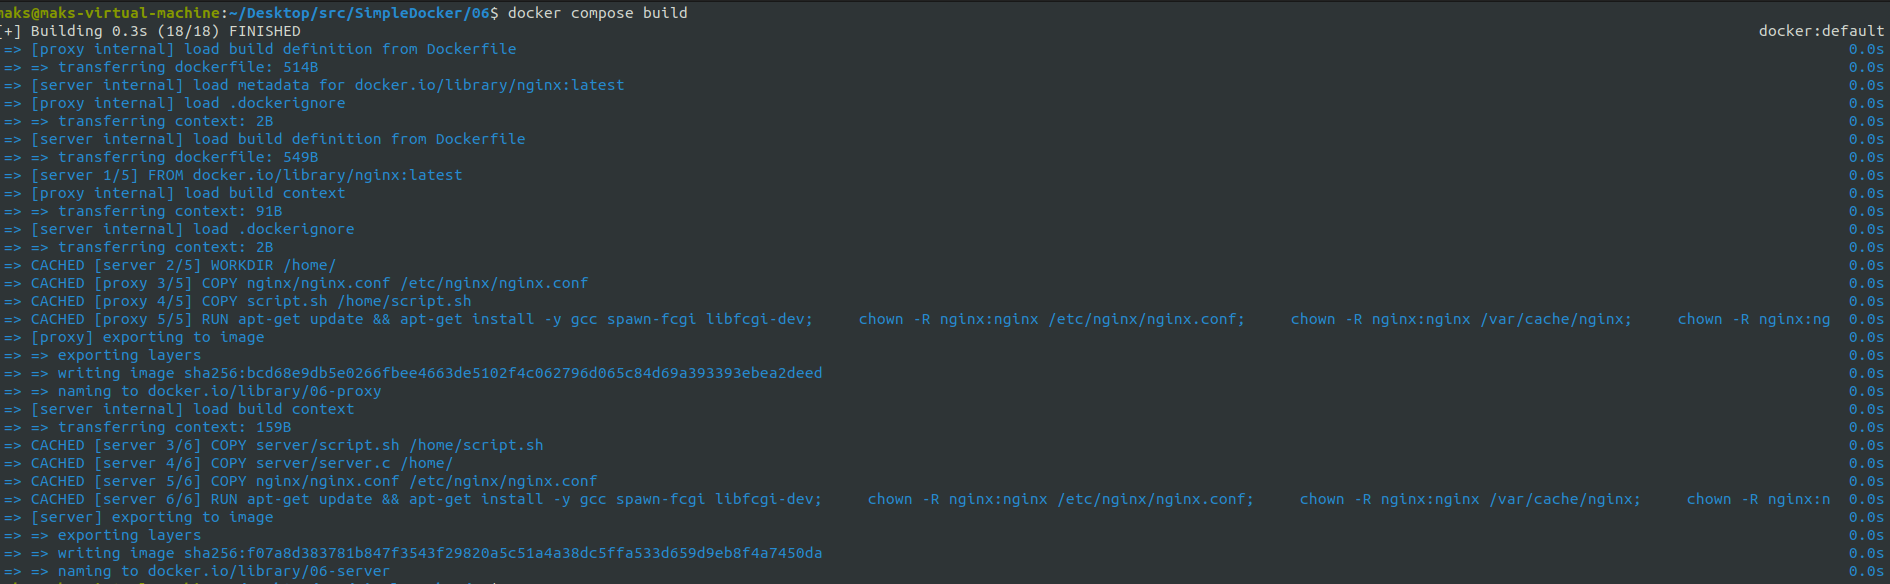 maks@maks-virtual-machine:~/Desktop/src/SimpleDocker/06$ docker compose build
[+] Building 0.3s (18/18) FINISHED docker:default
=> [proxy internal] load build definition from Dockerfile 0.0s
=> => transferring dockerfile: 514B 0.0s
=> [server internal] load metadata for docker.io/library/nginx:latest 0.0s
=> [proxy internal] load .dockerignore 0.0s
=> => transferring context: 2B 0.0s
=> [server internal] load build definition from Dockerfile 0.0s
=> => transferring dockerfile: 549B 0.0s
=> [server 1/5] FROM docker.io/library/nginx:latest 0.0s
=> [proxy internal] load build context 0.0s
=> => transferring context: 91B 0.0s
=> [server internal] load .dockerignore 0.0s
=> => transferring context: 2B 0.0s
=> CACHED [server 2/5] WORKDIR /home/ 0.0s
=> CACHED [proxy 3/5] COPY nginx/nginx.conf /etc/nginx/nginx.conf 0.0s
=> CACHED [proxy 4/5] COPY script.sh /home/script.sh 0.0s
=> CACHED [proxy 5/5] RUN apt-get update && apt-get install -y gcc spawn-fcgi libfcgi-dev;     chown -R nginx:nginx /etc/nginx/nginx.conf;     chown -R nginx:nginx /var/cache/nginx;     chown -R nginx:ng 0.0s
=> [proxy] exporting to image 0.0s
=> => exporting layers 0.0s
=> => writing image sha256:bcd68e9db5e0266fbee4663de5102f4c062796d065c84d69a393393ebea2deed 0.0s
=> => naming to docker.io/library/06-proxy 0.0s
=> [server internal] load build context 0.0s
=> => transferring context: 159B 0.0s
=> CACHED [server 3/6] COPY server/script.sh /home/script.sh 0.0s
=> CACHED [server 4/6] COPY server/server.c /home/ 0.0s
=> CACHED [server 5/6] COPY nginx/nginx.conf /etc/nginx/nginx.conf 0.0s
=> CACHED [server 6/6] RUN apt-get update && apt-get install -y gcc spawn-fcgi libfcgi-dev;     chown -R nginx:nginx /etc/nginx/nginx.conf;     chown -R nginx:nginx /var/cache/nginx;     chown -R nginx:n 0.0s
=> [server] exporting to image 0.0s
=> => exporting layers 0.0s
=> => writing image sha256:f07a8d383781b847f3543f29820a5c51a4a38dc5ffa533d659d9eb8f4a7450da 0.0s
=> => naming to docker.io/library/06-server 0.0s